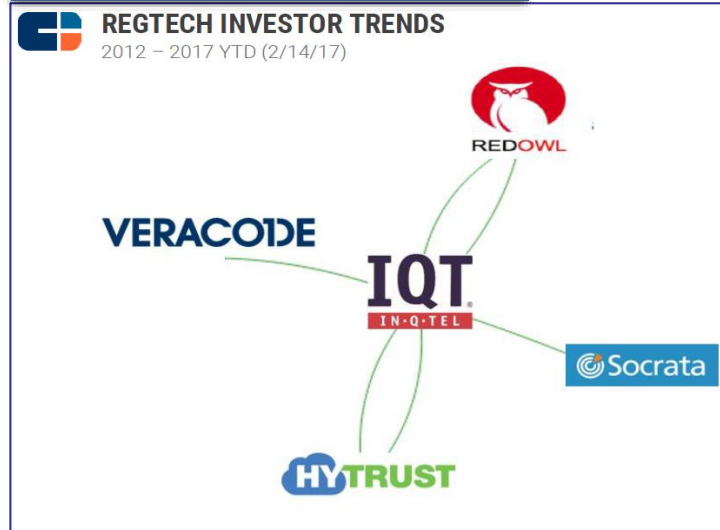 REGTECH INVESTOR TRENDS
2012 – 2017 YTD (2/14/17)
REDOWL
VERACODE
IQT
IN·Q·TEL
Socrata
HYTRUST